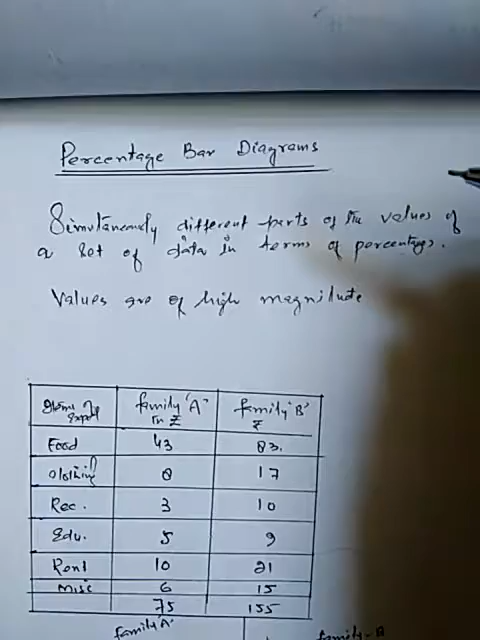 Percentage Bar Diagrams
Simultaneously different parts of the values of
a set of data in terms of percentages.
Values are of high magnitude
Items of Expd family 'A' In ₹ family 'B' ₹
Food 43 83.
Clothing 8 17
Rec. 3 10
Edu. 5 9
Rent 10 21
Misc 6 15
75 155
family 'A' family B